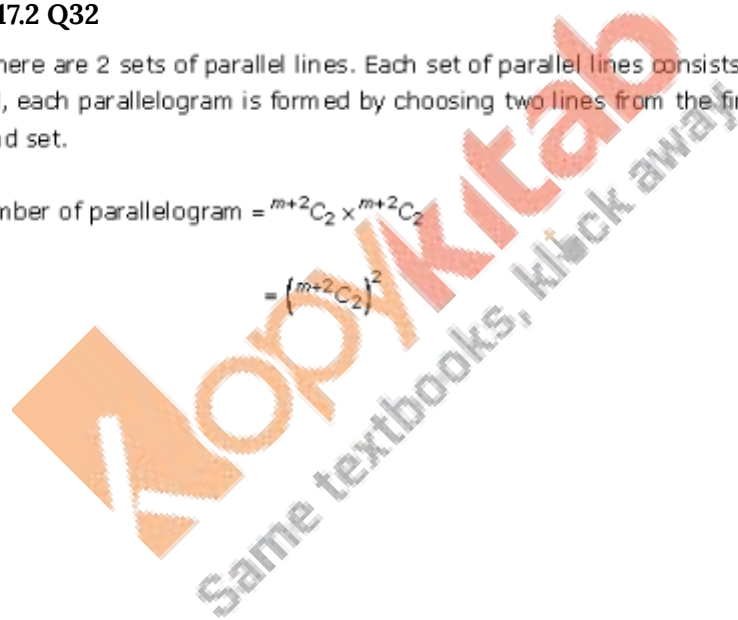 17.2 Q32
here are 2 sets of parallel lines. Each set of parallel lines consists
, each parallelogram is formed by choosing two lines from the fir
d set.
mber of parallelogram = ᵐ⁺²C₂ × ᵐ⁺²C₂
= (ᵐ⁺²C₂)²
Kopykitab
Same textbooks, klick away